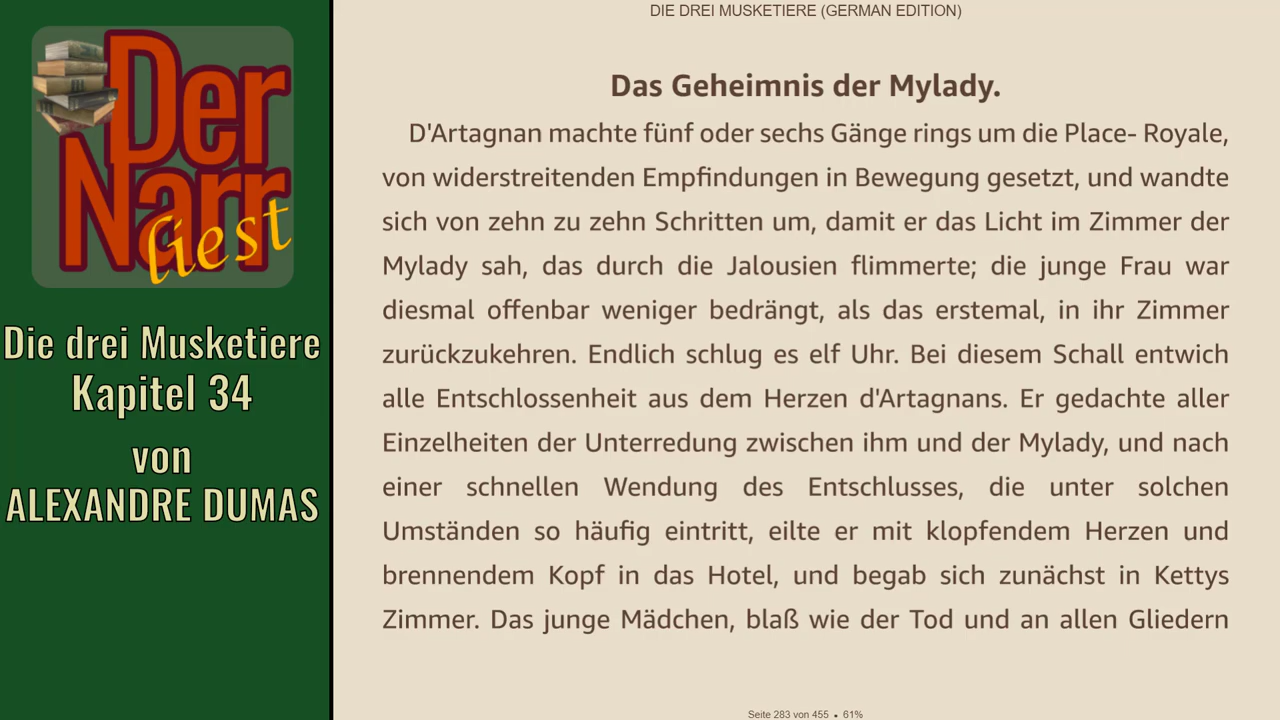 Der
Narr
liest
Die drei Musketiere
Kapitel 34
von
ALEXANDRE DUMAS
DIE DREI MUSKETIERE (GERMAN EDITION)
Das Geheimnis der Mylady.
D'Artagnan machte fünf oder sechs Gänge rings um die Place- Royale,
von widerstreitenden Empfindungen in Bewegung gesetzt, und wandte
sich von zehn zu zehn Schritten um, damit er das Licht im Zimmer der
Mylady sah, das durch die Jalousien flimmerte; die junge Frau war
diesmal offenbar weniger bedrängt, als das erstemal, in ihr Zimmer
zurückzukehren. Endlich schlug es elf Uhr. Bei diesem Schall entwich
alle Entschlossenheit aus dem Herzen d'Artagnans. Er gedachte aller
Einzelheiten der Unterredung zwischen ihm und der Mylady, und nach
einer schnellen Wendung des Entschlusses, die unter solchen
Umständen so häufig eintritt, eilte er mit klopfendem Herzen und
brennendem Kopf in das Hotel, und begab sich zunächst in Kettys
Zimmer. Das junge Mädchen, blaß wie der Tod und an allen Gliedern
Seite 283 von 455 • 61%